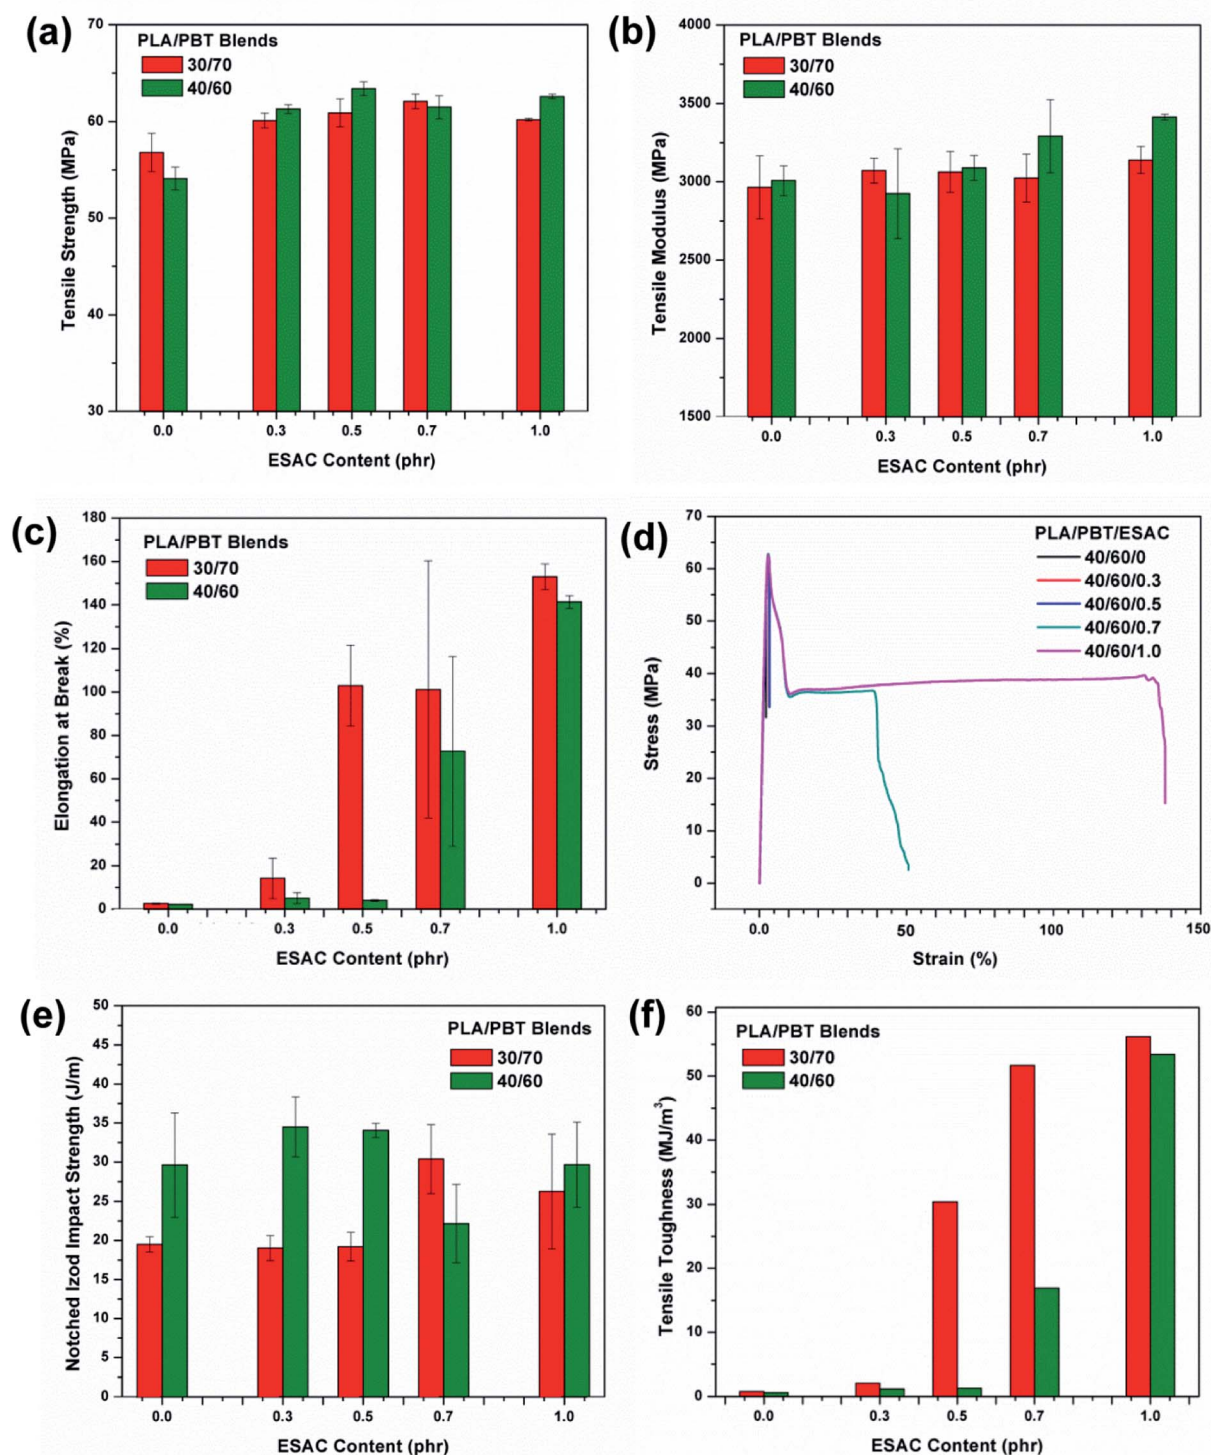 (a)
PLA/PBT Blends
30/70
40/60
70
60
50
40
30
Tensile Strength (MPa)
0.0 0.3 0.5 0.7 1.0
ESAC Content (phr)
(b)
PLA/PBT Blends
30/70
40/60
4000
3500
3000
2500
2000
1500
Tensile Modulus (MPa)
0.0 0.3 0.5 0.7 1.0
ESAC Content (phr)
(c)
PLA/PBT Blends
30/70
40/60
180
160
140
120
100
80
60
40
20
0
Elongation at Break (%)
0.0 0.3 0.5 0.7 1.0
ESAC Content (phr)
(d)
PLA/PBT/ESAC
40/60/0
40/60/0.3
40/60/0.5
40/60/0.7
40/60/1.0
70
60
50
40
30
20
10
0
Stress (MPa)
0.0 50 100 150
Strain (%)
(e)
PLA/PBT Blends
30/70
40/60
50
45
40
35
30
25
20
15
10
5
0
Notched Izod Impact Strength (J/m)
0.0 0.3 0.5 0.7 1.0
ESAC Content (phr)
(f)
PLA/PBT Blends
30/70
40/60
60
50
40
30
20
10
0
Tensile Toughness (MJ/m³)
0.0 0.3 0.5 0.7 1.0
ESAC Content (phr)